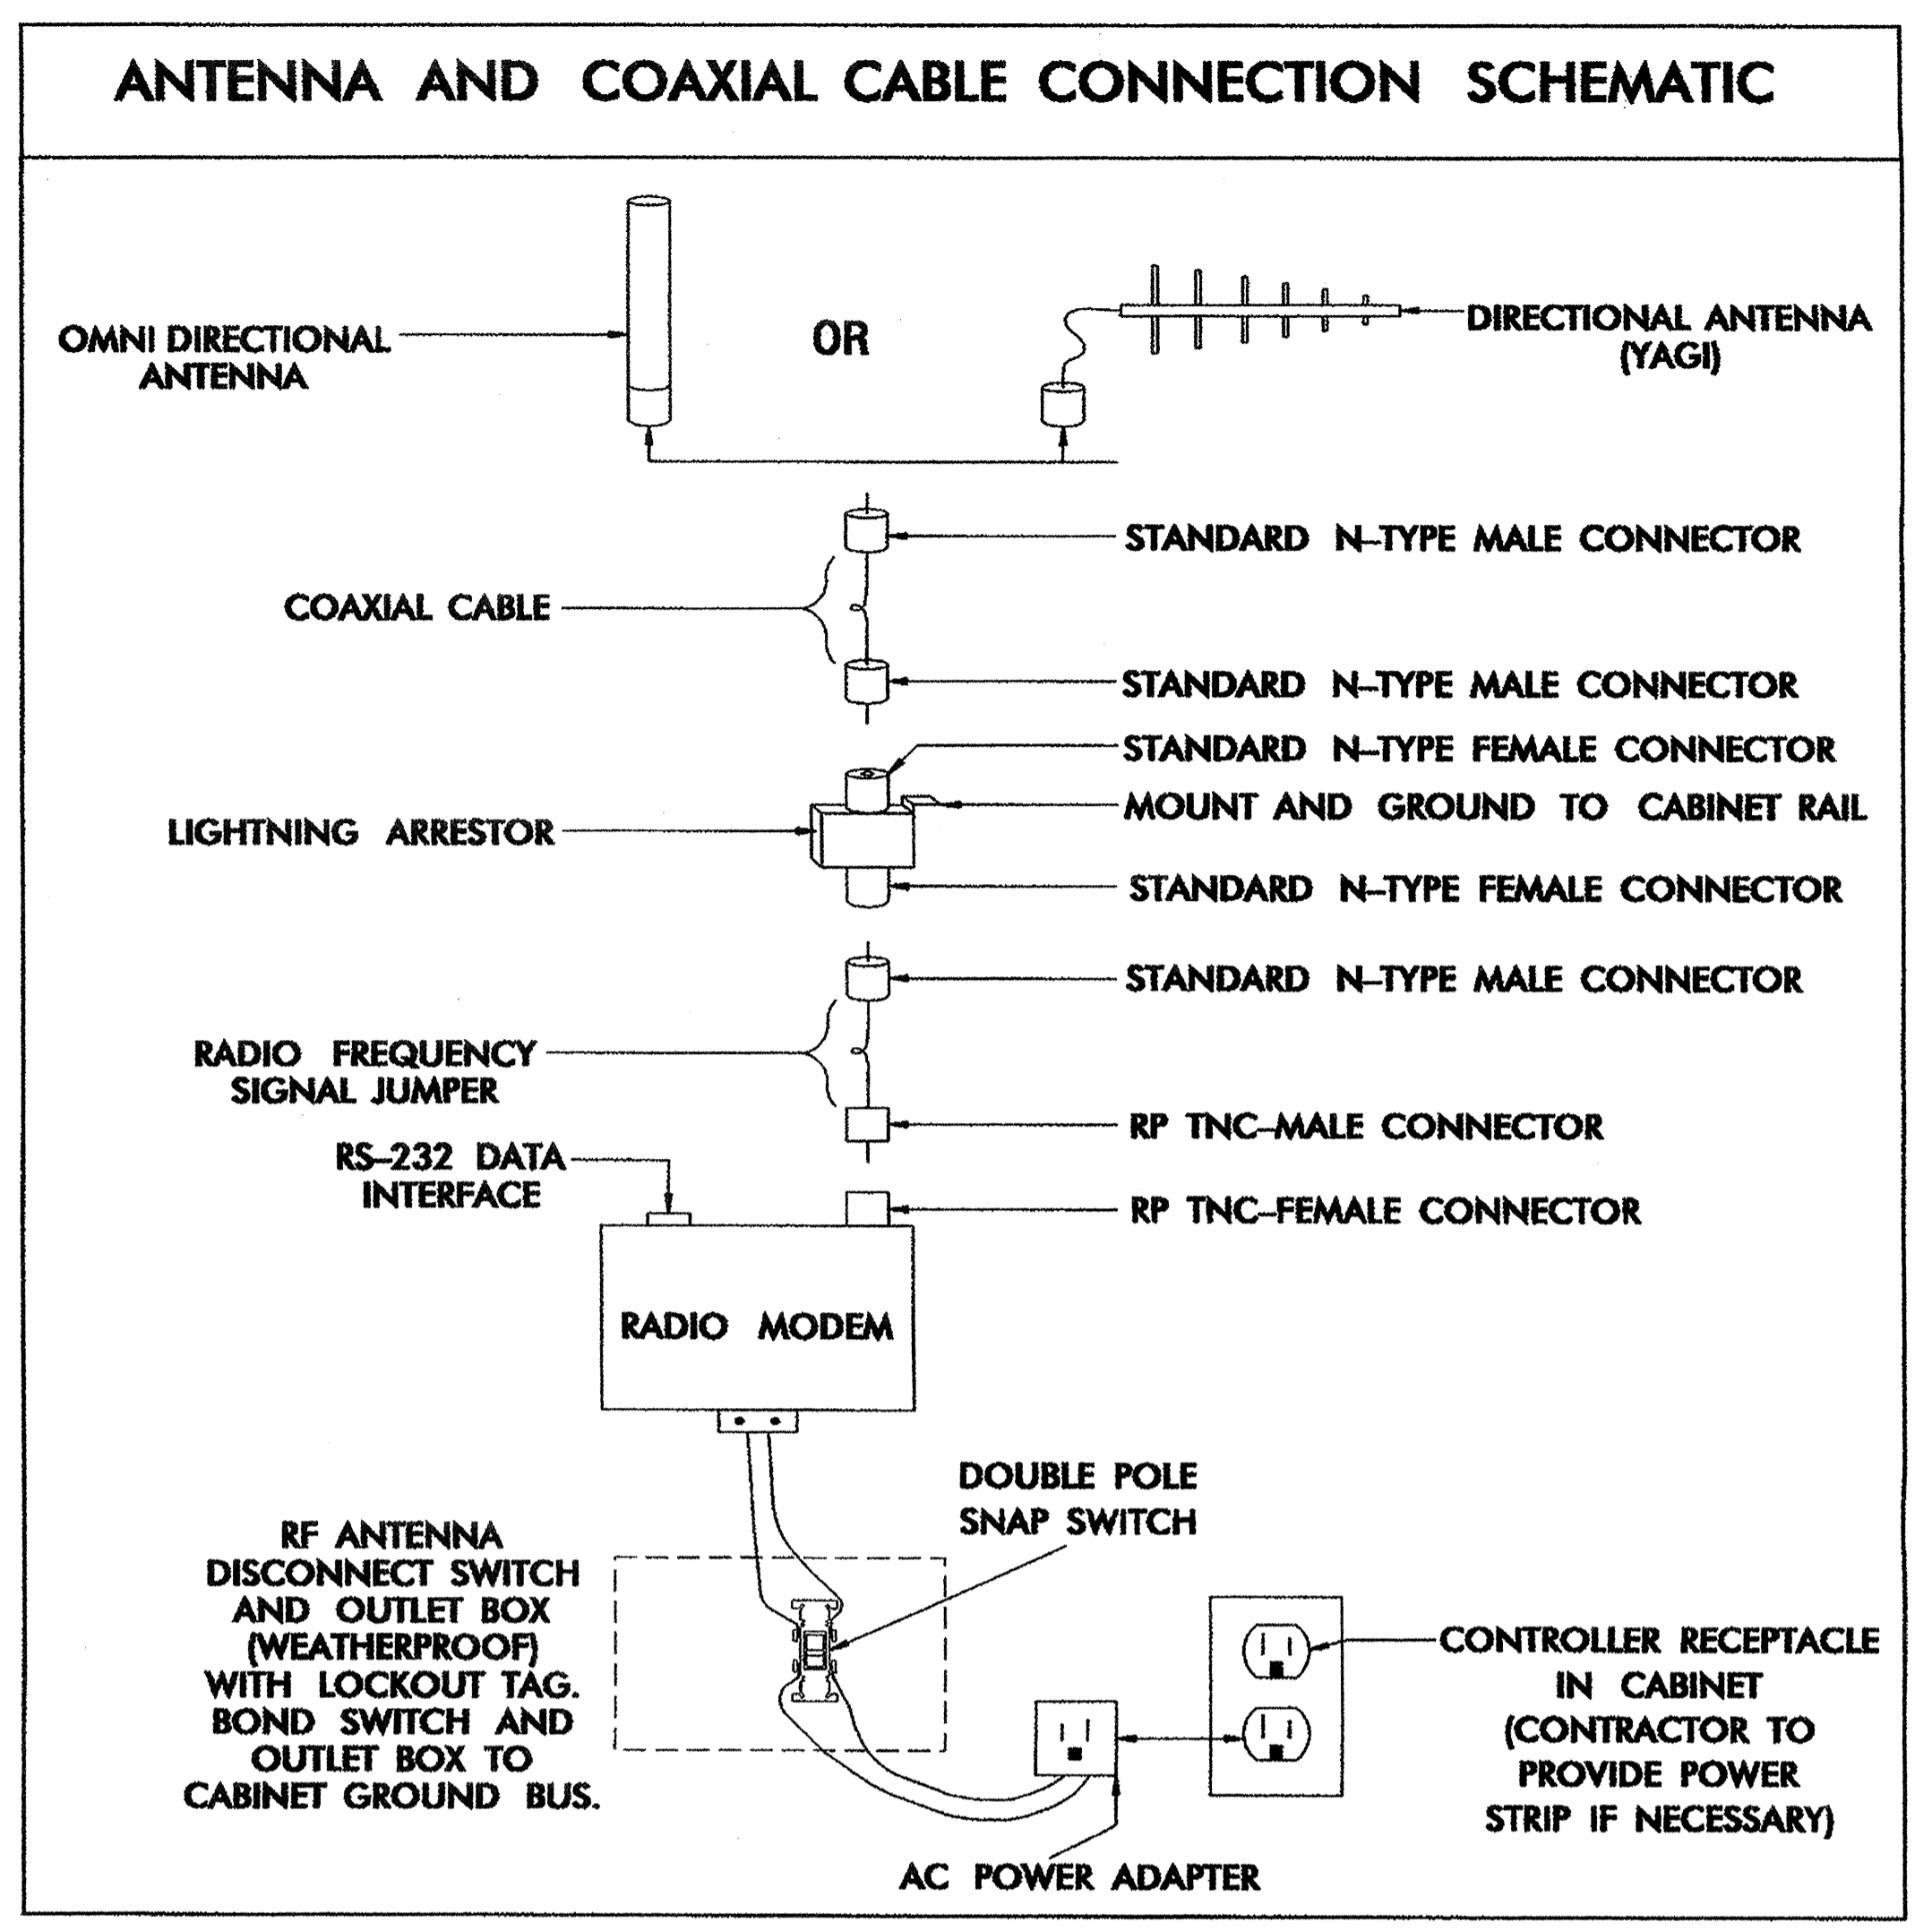 ANTENNA AND COAXIAL CABLE CONNECTION SCHEMATIC
OMNI DIRECTIONAL
ANTENNA
OR
DIRECTIONAL ANTENNA
(YAGI)
STANDARD N-TYPE MALE CONNECTOR
COAXIAL CABLE
STANDARD N-TYPE MALE CONNECTOR
STANDARD N-TYPE FEMALE CONNECTOR
MOUNT AND GROUND TO CABINET RAIL
LIGHTNING ARRESTOR
STANDARD N-TYPE FEMALE CONNECTOR
STANDARD N-TYPE MALE CONNECTOR
RADIO FREQUENCY
SIGNAL JUMPER
RP TNC-MALE CONNECTOR
RS-232 DATA
INTERFACE
RP TNC-FEMALE CONNECTOR
RADIO MODEM
DOUBLE POLE
SNAP SWITCH
RF ANTENNA
DISCONNECT SWITCH
AND OUTLET BOX
(WEATHERPROOF)
WITH LOCKOUT TAG.
BOND SWITCH AND
OUTLET BOX TO
CABINET GROUND BUS.
CONTROLLER RECEPTACLE
IN CABINET
(CONTRACTOR TO
PROVIDE POWER
STRIP IF NECESSARY)
AC POWER ADAPTER